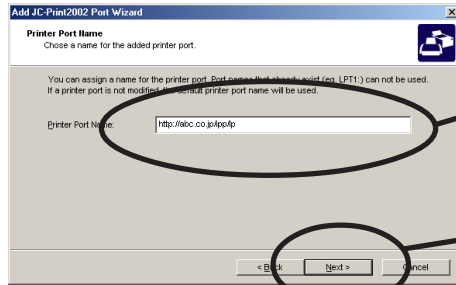 Add JC-Print2002 Port Wizard
Printer Port Name
Chose a name for the added printer port.
You can assign a name for the printer port. Port names that already exist (eg. LPT1:) can not be used.
If a printer port is not modified, the default printer port name will be used.
Printer Port Name:
http://abc.co.jp/ipp/lp
< Back
Next >
Cancel